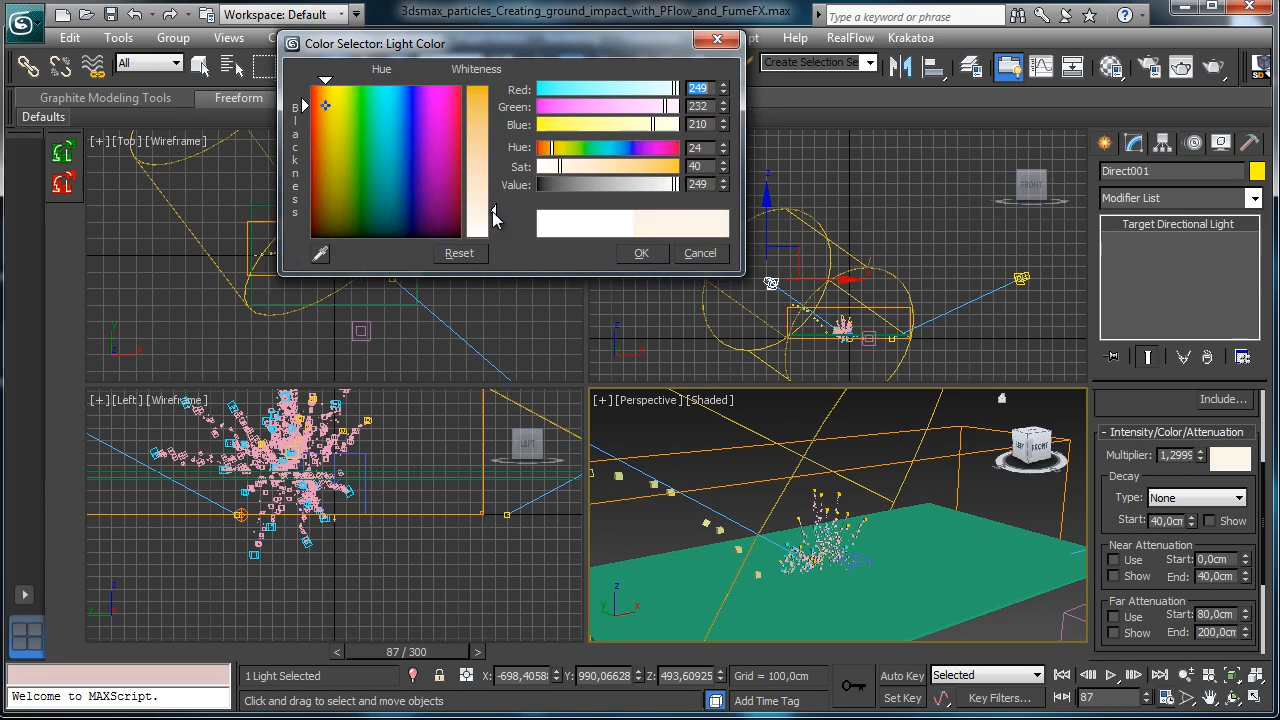 Workspace: Default
3dsmax_particles_Creating_ground_impact_with_PFlow_and_FumeFX.max
Type a keyword or phrase
Edit Tools Group Views
Help RealFlow Krakatoa
All
Create Selection Se
Graphite Modeling Tools Freeform
Defaults
Color Selector: Light Color
Hue Whiteness
Blackness
Red: 249
Green: 232
Blue: 210
Hue: 24
Sat: 40
Value: 249
Reset OK Cancel
[+] [Top] [Wireframe]
FRONT
[+] [Left] [Wireframe]
LEFT
[+] [Perspective] [Shaded]
LEFT FRONT
Direct001
Modifier List
Target Directional Light
Include...
- Intensity/Color/Attenuation
Multiplier: 1,2999
Decay
Type: None
Start: 40,0cm Show
Near Attenuation
Use Start: 0,0cm
Show End: 40,0cm
Far Attenuation
Use Start: 80,0cm
Show End: 200,0cm
< 87 / 300 >
1 Light Selected
X: -698,4058 Y: 990,06628 Z: 493,60925 Grid = 100,0cm
Auto Key Selected
Welcome to MAXScript.
Click and drag to select and move objects
Add Time Tag
Set Key Key Filters...
87